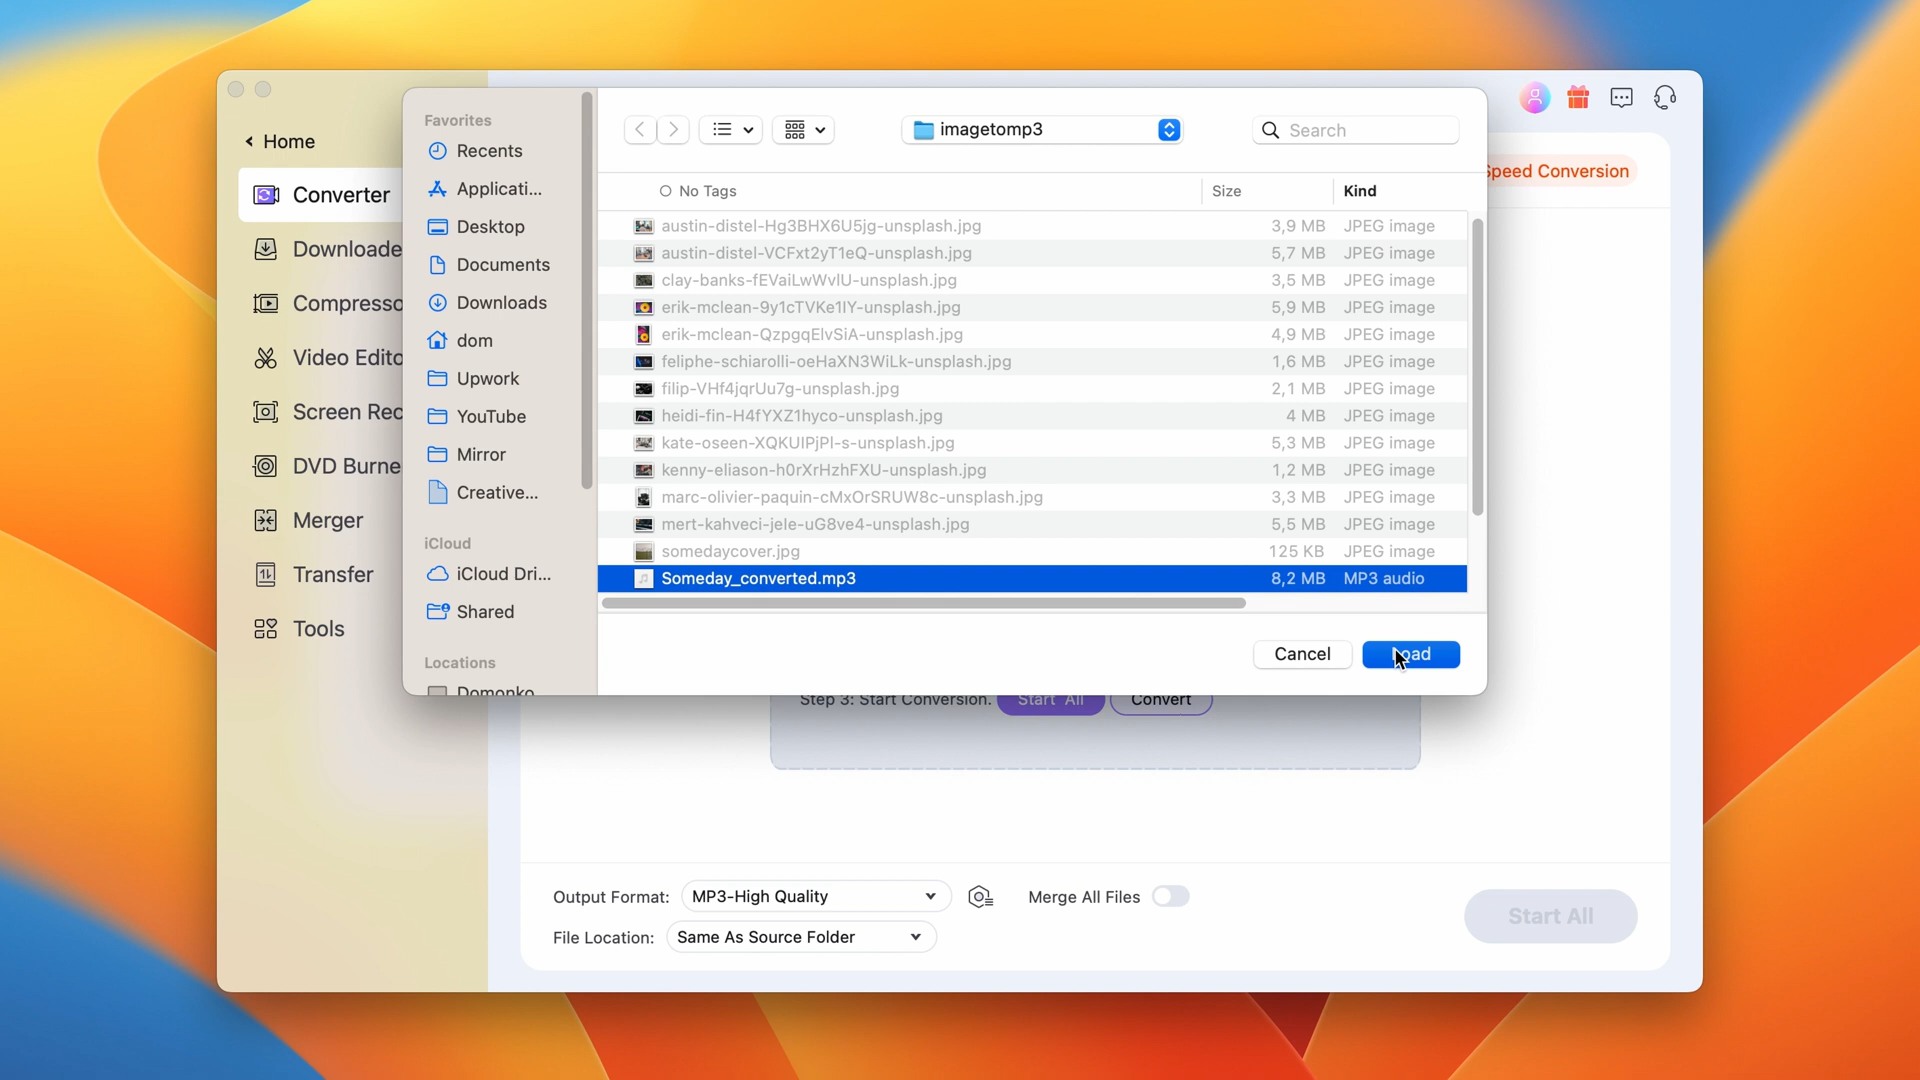 Home
Converter
Downloade
Compresso
Video Edito
Screen Rec
DVD Burne
Merger
Transfer
Tools
Favorites
Recents
Applicati...
Desktop
Documents
Downloads
dom
Upwork
YouTube
Mirror
Creative...
iCloud
iCloud Dri...
Shared
Locations
Domonko
imagetomp3
Search
No Tags Size Kind
austin-distel-Hg3BHX6U5jg-unsplash.jpg 3,9 MB JPEG image
austin-distel-VCFxt2yT1eQ-unsplash.jpg 5,7 MB JPEG image
clay-banks-fEVaiLwWvlU-unsplash.jpg 3,5 MB JPEG image
erik-mclean-9y1cTVKe1IY-unsplash.jpg 5,9 MB JPEG image
erik-mclean-QzpgqElvSiA-unsplash.jpg 4,9 MB JPEG image
feliphe-schiarolli-oeHaXN3WiLk-unsplash.jpg 1,6 MB JPEG image
filip-VHf4jqrUu7g-unsplash.jpg 2,1 MB JPEG image
heidi-fin-H4fYXZ1hyco-unsplash.jpg 4 MB JPEG image
kate-oseen-XQKUIPjPl-s-unsplash.jpg 5,3 MB JPEG image
kenny-eliason-h0rXrHzhFXU-unsplash.jpg 1,2 MB JPEG image
marc-olivier-paquin-cMxOrSRUW8c-unsplash.jpg 3,3 MB JPEG image
mert-kahveci-jele-uG8ve4-unsplash.jpg 5,5 MB JPEG image
somedaycover.jpg 125 KB JPEG image
Someday_converted.mp3 8,2 MB MP3 audio
Cancel Load
Speed Conversion
Step 3: Start Conversion. Start All Convert
Output Format: MP3-High Quality Merge All Files
File Location: Same As Source Folder
Start All